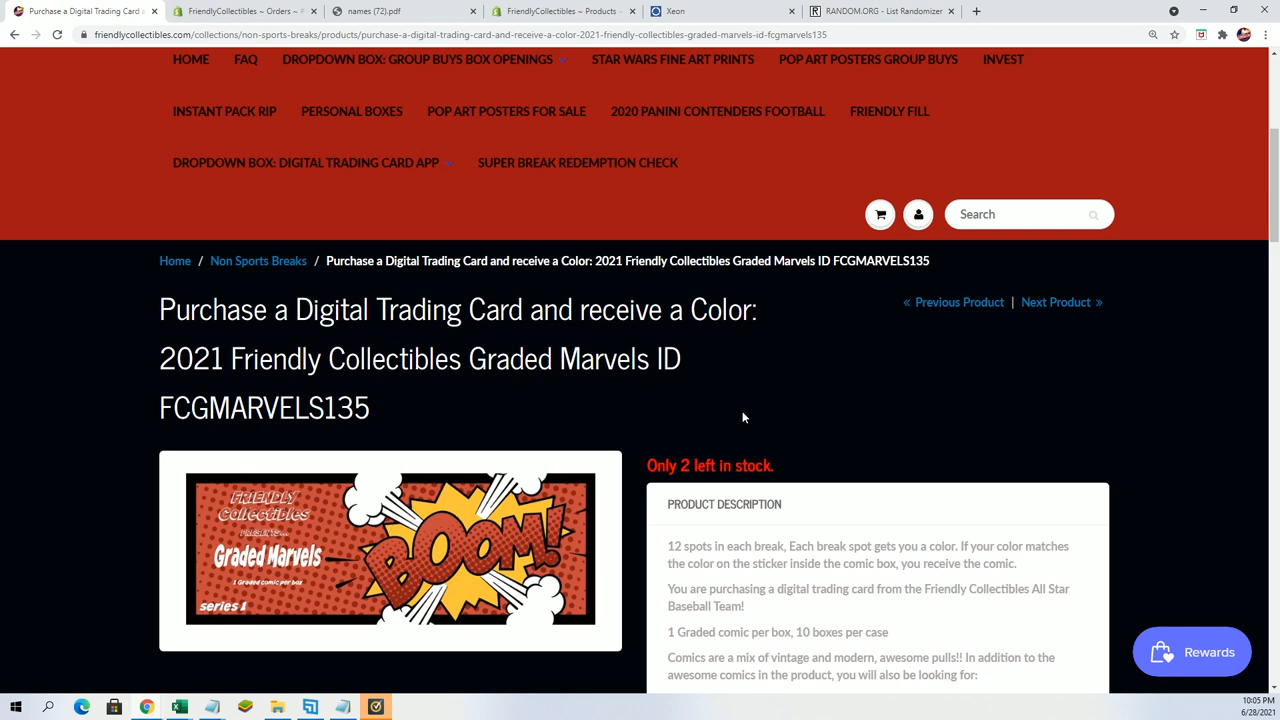 Purchase a Digital Trading Card a
FriendlyCollectibles ~ Orders ~
names (72).pdf
FriendlyCollectibles ~ Products ~
Xeon
RANDOM.ORG - List Randomizer
friendlycollectibles.com/collections/non-sports-breaks/products/purchase-a-digital-trading-card-and-receive-a-color-2021-friendly-collectibles-graded-marvels-id-fcgmarvels135
HOME FAQ DROPDOWN BOX: GROUP BUYS BOX OPENINGS STAR WARS FINE ART PRINTS POP ART POSTERS GROUP BUYS INVEST
INSTANT PACK RIP PERSONAL BOXES POP ART POSTERS FOR SALE 2020 PANINI CONTENDERS FOOTBALL FRIENDLY FILL
DROPDOWN BOX: DIGITAL TRADING CARD APP SUPER BREAK REDEMPTION CHECK
Search
Home / Non Sports Breaks / Purchase a Digital Trading Card and receive a Color: 2021 Friendly Collectibles Graded Marvels ID FCGMARVELS135
« Previous Product | Next Product »
Purchase a Digital Trading Card and receive a Color:
2021 Friendly Collectibles Graded Marvels ID
FCGMARVELS135
FRIENDLY
Collectibles
PRESENTS...
Graded Marvels
1 Graded comic per box
series 1
BOOM!
Only 2 left in stock.
PRODUCT DESCRIPTION
12 spots in each break, Each break spot gets you a color. If your color matches
the color on the sticker inside the comic box, you receive the comic.
You are purchasing a digital trading card from the Friendly Collectibles All Star
Baseball Team!
1 Graded comic per box, 10 boxes per case
Comics are a mix of vintage and modern, awesome pulls!! In addition to the
awesome comics in the product, you will also be looking for:
Rewards
10:05 PM
6/28/2021